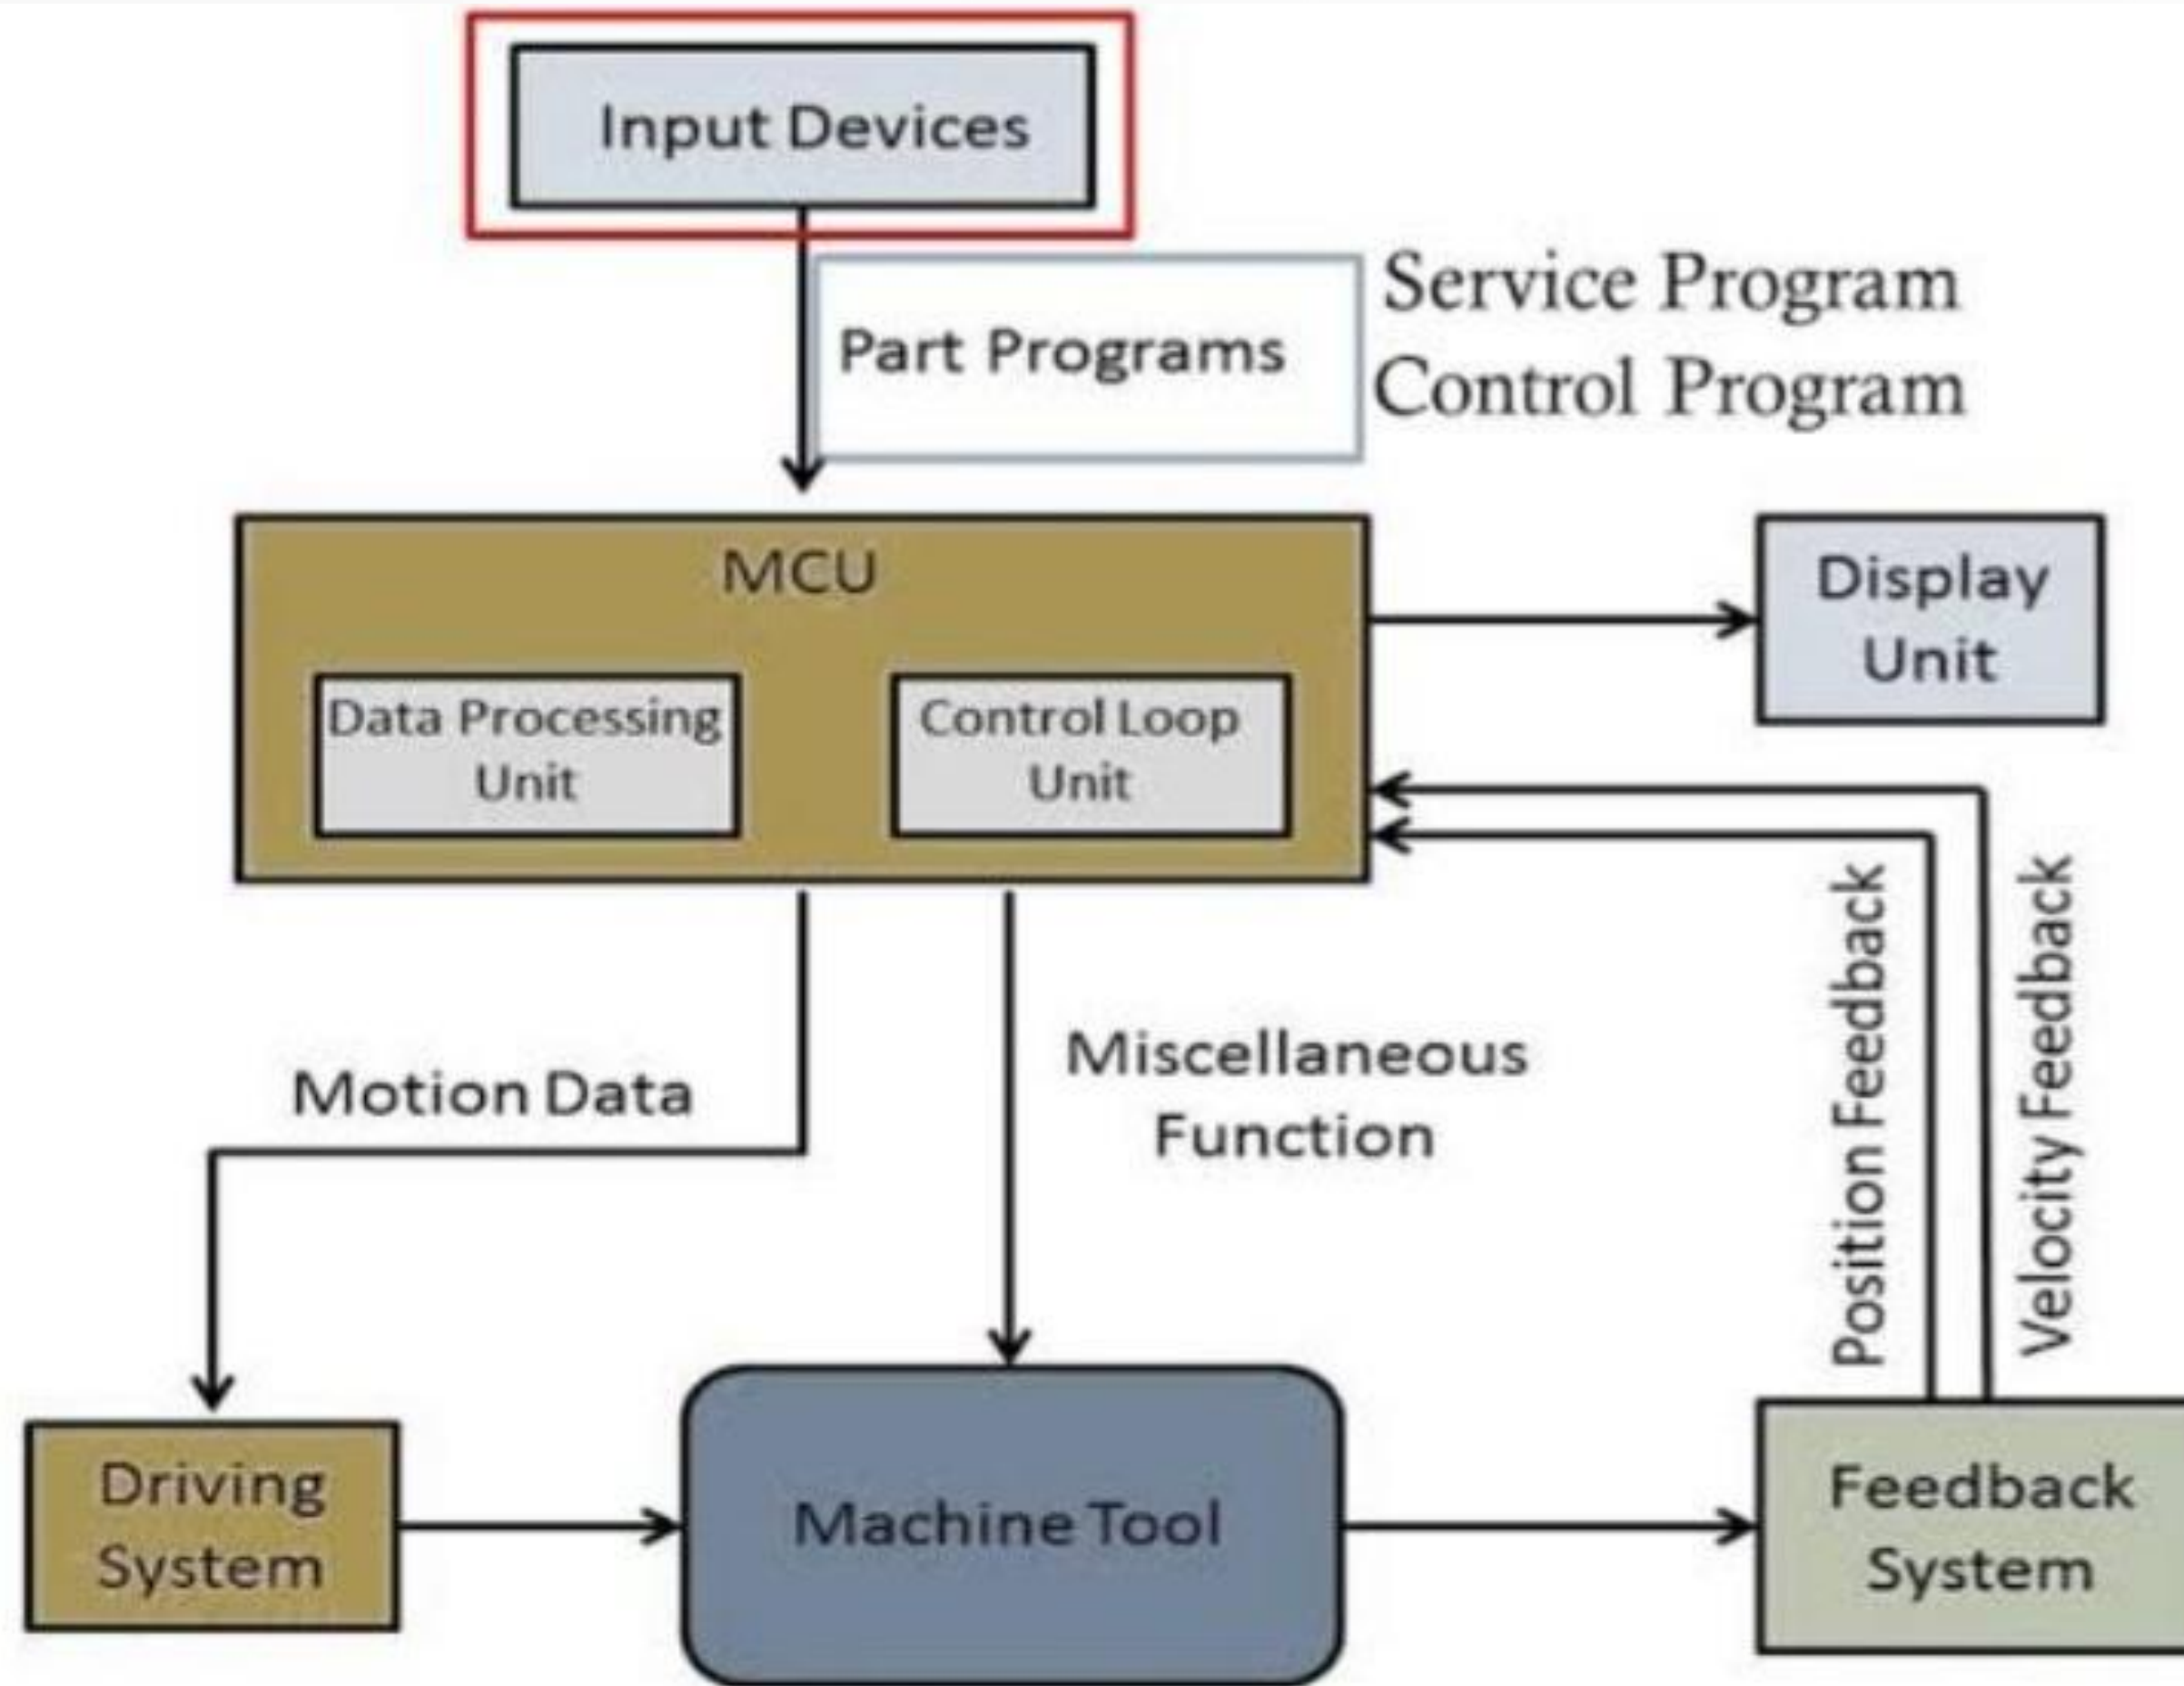 Input Devices
Service Program
Part Programs
Control Program
MCU
Display
Unit
Data Processing
Unit
Control Loop
Unit
Motion Data
Miscellaneous
Function
Position Feedback
Velocity Feedback
Driving
System
Machine Tool
Feedback
System